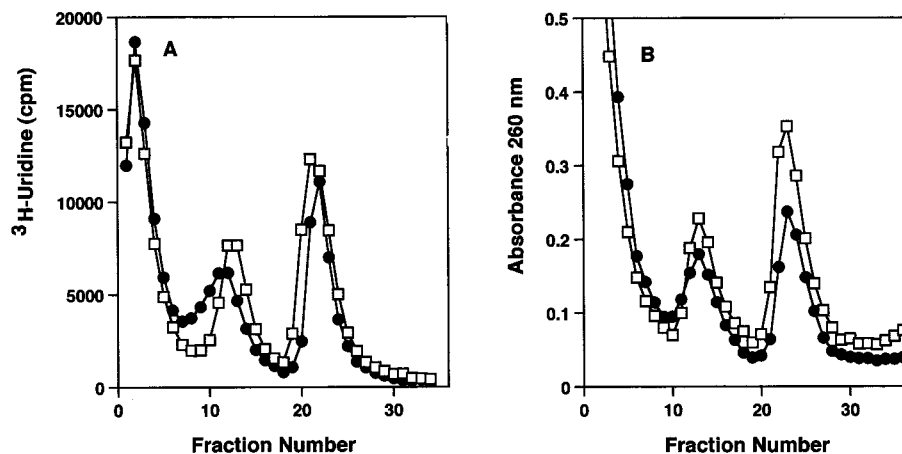 A
³H-Uridine (cpm)
20000
15000
10000
5000
0
0 10 20 30
Fraction Number
B
Absorbance 260 nm
0.5
0.4
0.3
0.2
0.1
0
0 10 20 30
Fraction Number